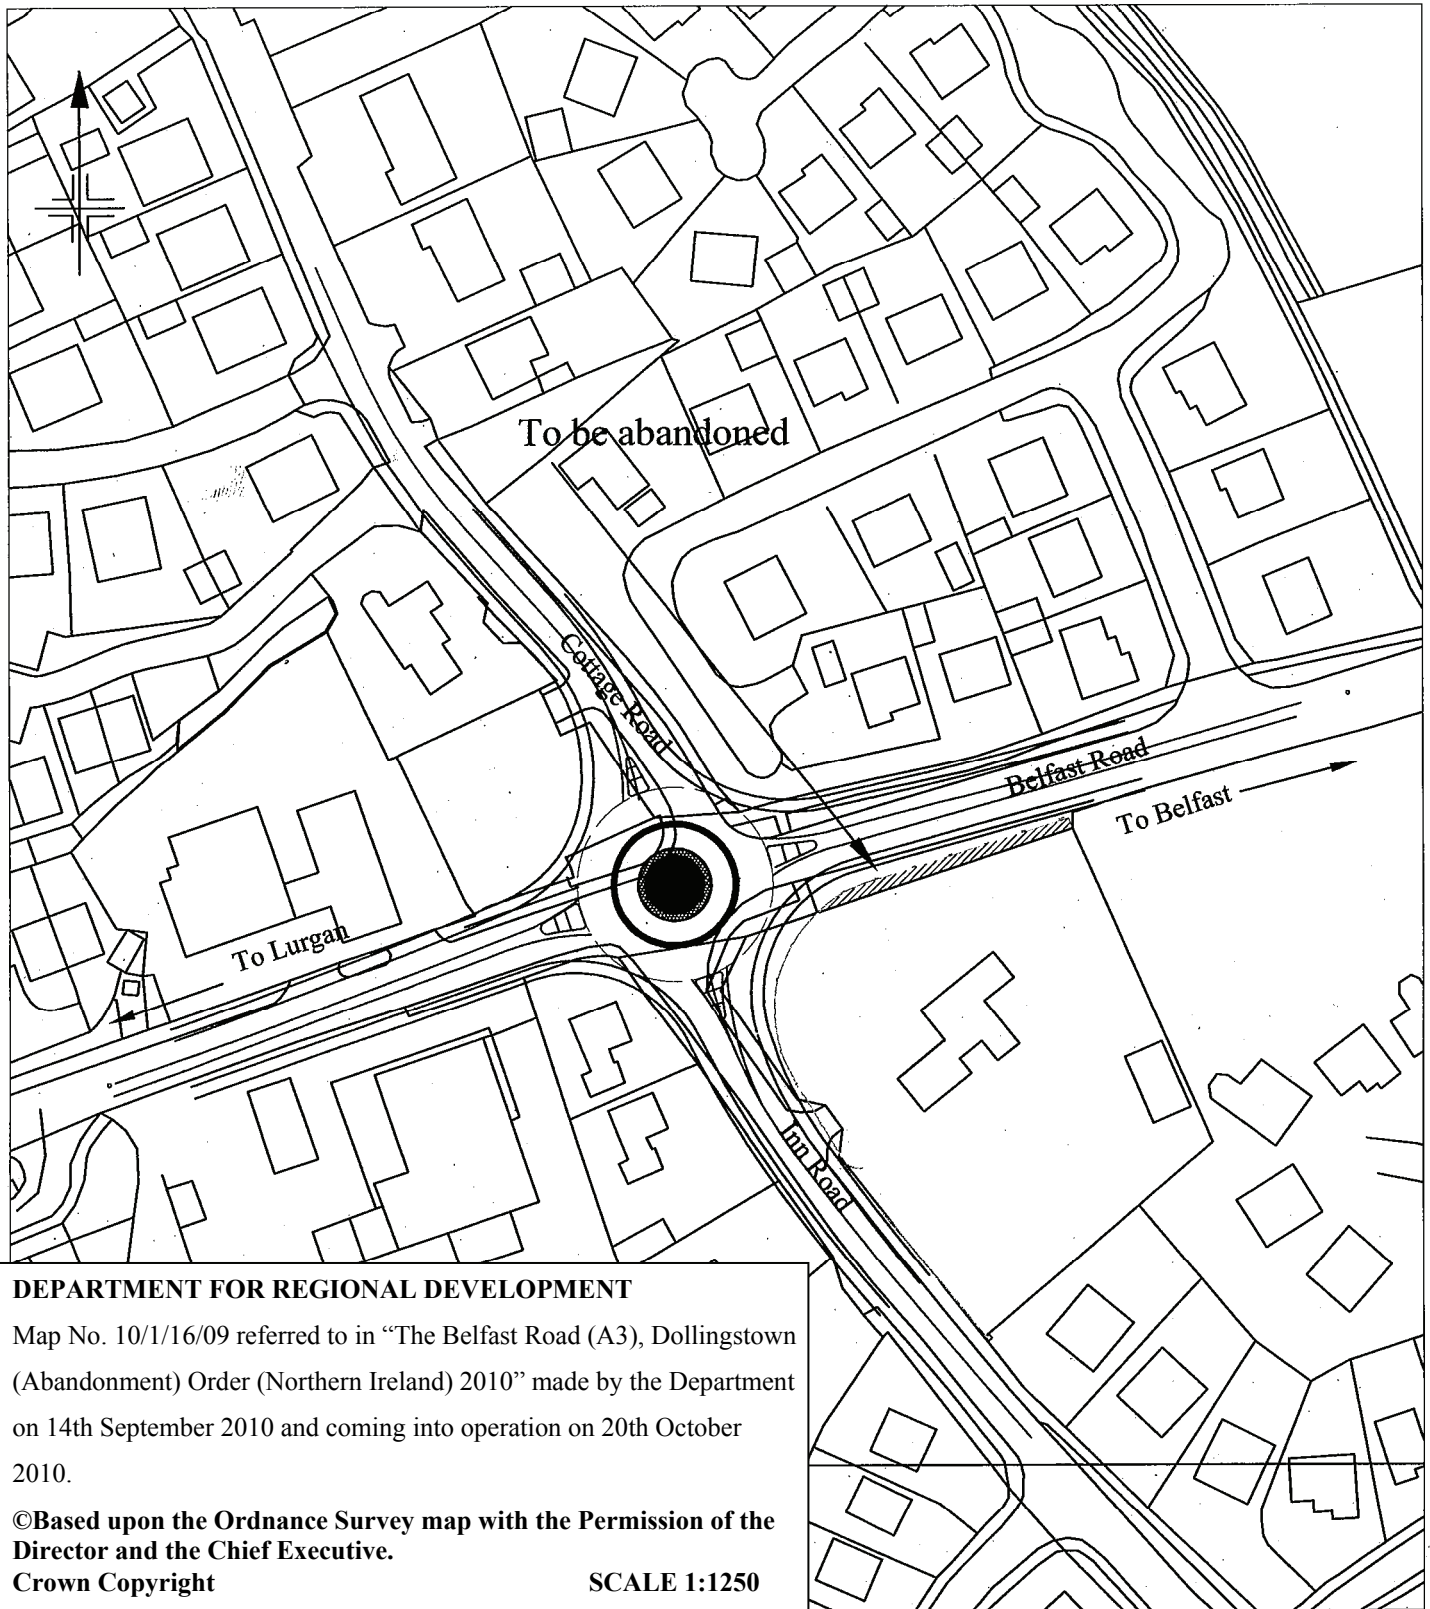 To be abandoned
Cottage Road
Belfast Road
To Belfast
To Lurgan
Inn Road
DEPARTMENT FOR REGIONAL DEVELOPMENT
Map No. 10/1/16/09 referred to in “The Belfast Road (A3), Dollingstown
(Abandonment) Order (Northern Ireland) 2010” made by the Department
on 14th September 2010 and coming into operation on 20th October
2010.
©Based upon the Ordnance Survey map with the Permission of the
Director and the Chief Executive.
Crown Copyright SCALE 1:1250